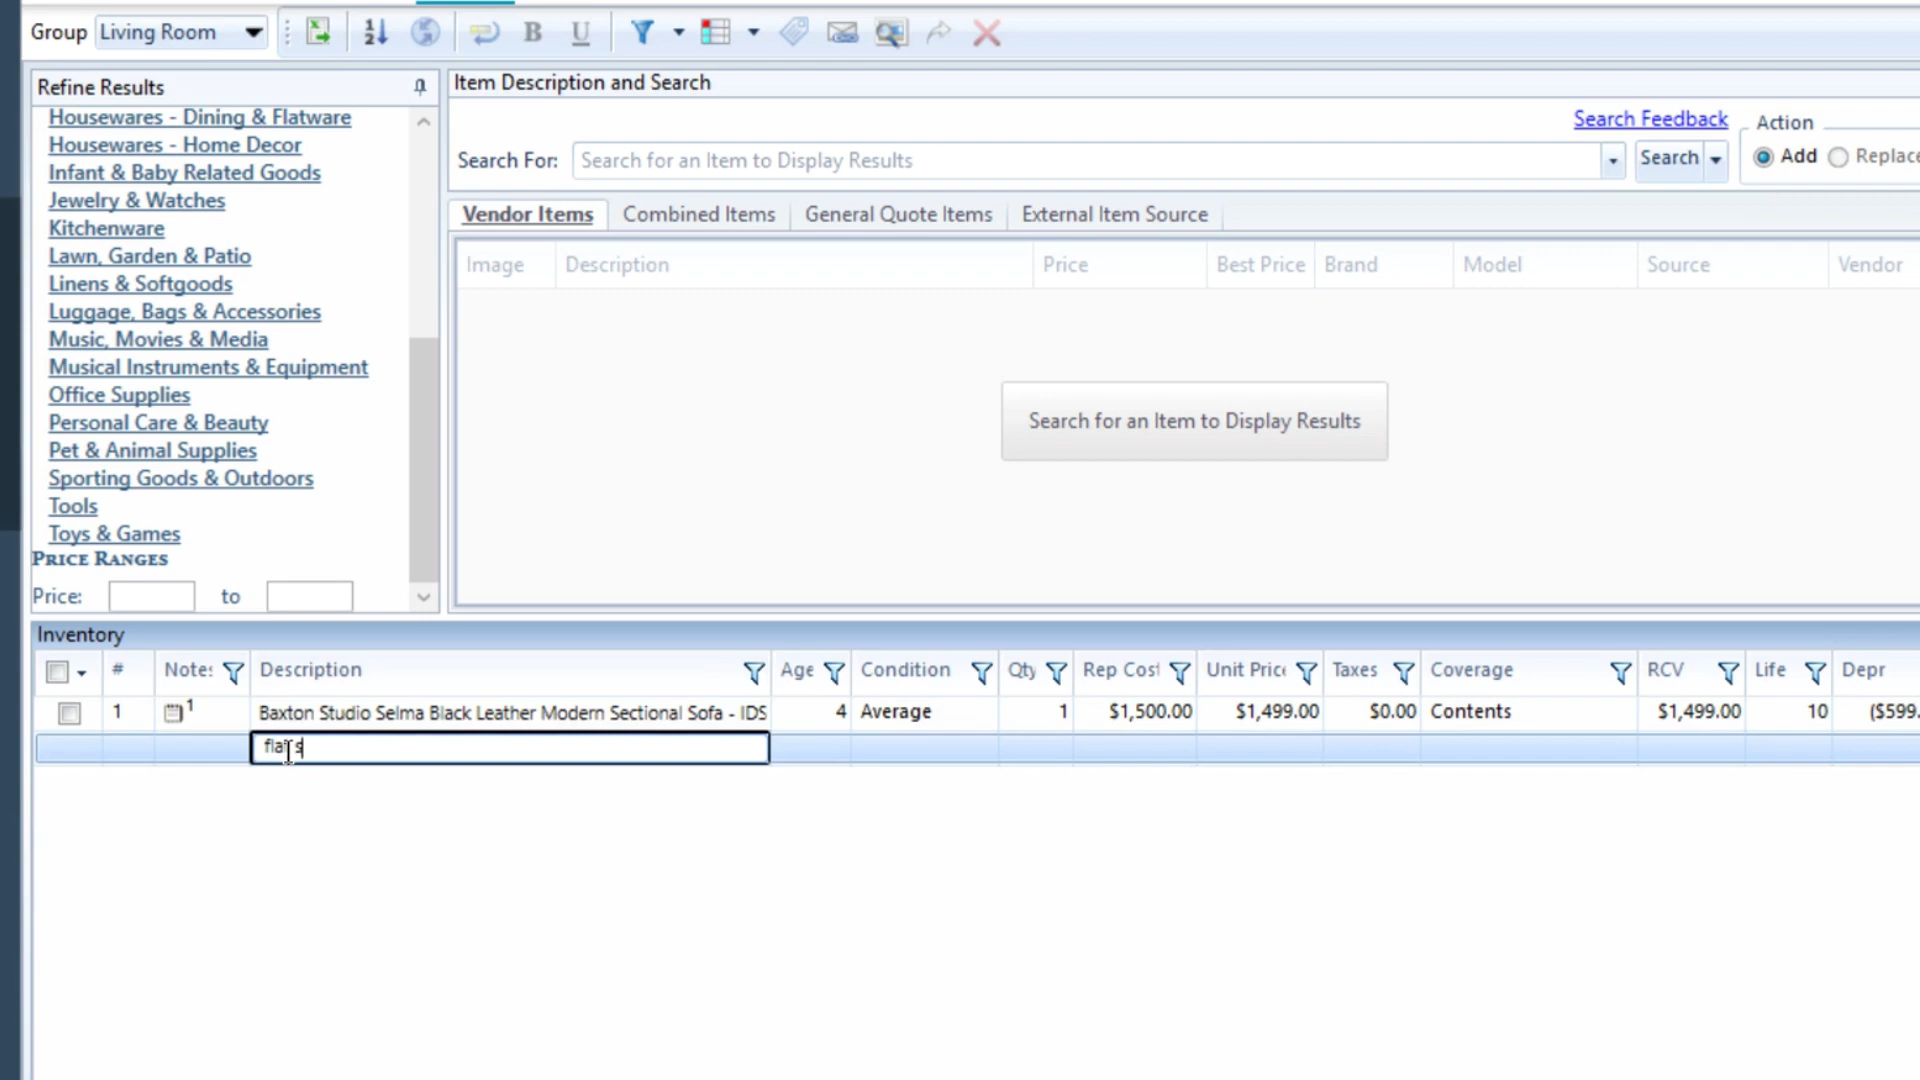 Group Living Room B U
Refine Results
Housewares - Dining & Flatware
Housewares - Home Decor
Infant & Baby Related Goods
Jewelry & Watches
Kitchenware
Lawn, Garden & Patio
Linens & Softgoods
Luggage, Bags & Accessories
Music, Movies & Media
Musical Instruments & Equipment
Office Supplies
Personal Care & Beauty
Pet & Animal Supplies
Sporting Goods & Outdoors
Tools
Toys & Games
PRICE RANGES
Price: to
Item Description and Search
Search Feedback
Action
Search For: Search for an Item to Display Results Search Add Replace
Vendor Items Combined Items General Quote Items External Item Source
Image Description Price Best Price Brand Model Source Vendor
Search for an Item to Display Results
Inventory
# Notes Description Age Condition Qty Rep Cost Unit Price Taxes Coverage RCV Life Depr
1 1 Baxton Studio Selma Black Leather Modern Sectional Sofa - IDS 4 Average 1 $1,500.00 $1,499.00 $0.00 Contents $1,499.00 10 ($599.